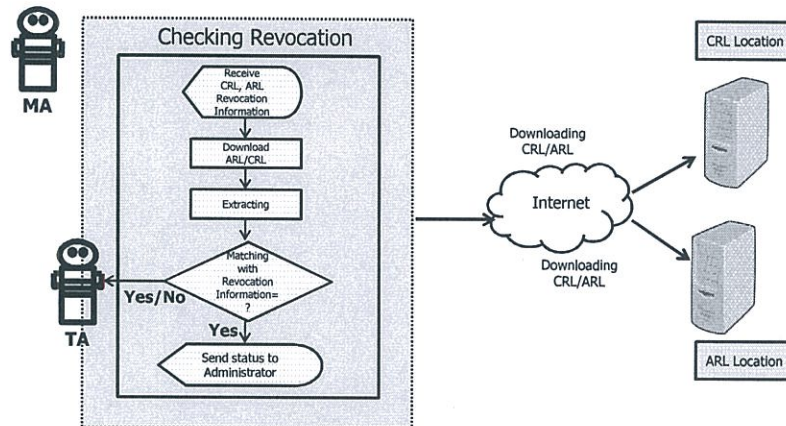 Checking Revocation
MA
Receive
CRL, ARL
Revocation
Information
Download
ARL/CRL
Extracting
Matching
with
Revocation
Information=
?
Yes/No
TA
Yes
Send status to
Administrator
Downloading
CRL/ARL
Internet
Downloading
CRL/ARL
CRL Location
ARL Location